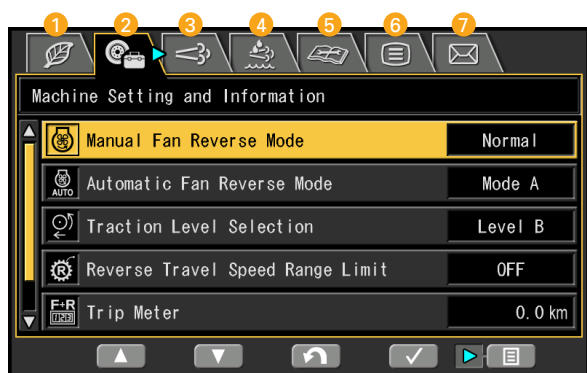 1 2 3 4 5 6 7
Machine Setting and Information
Manual Fan Reverse Mode Normal
AUTO Automatic Fan Reverse Mode Mode A
Traction Level Selection Level B
R Reverse Travel Speed Range Limit OFF
F+R 123 Trip Meter 0.0 km